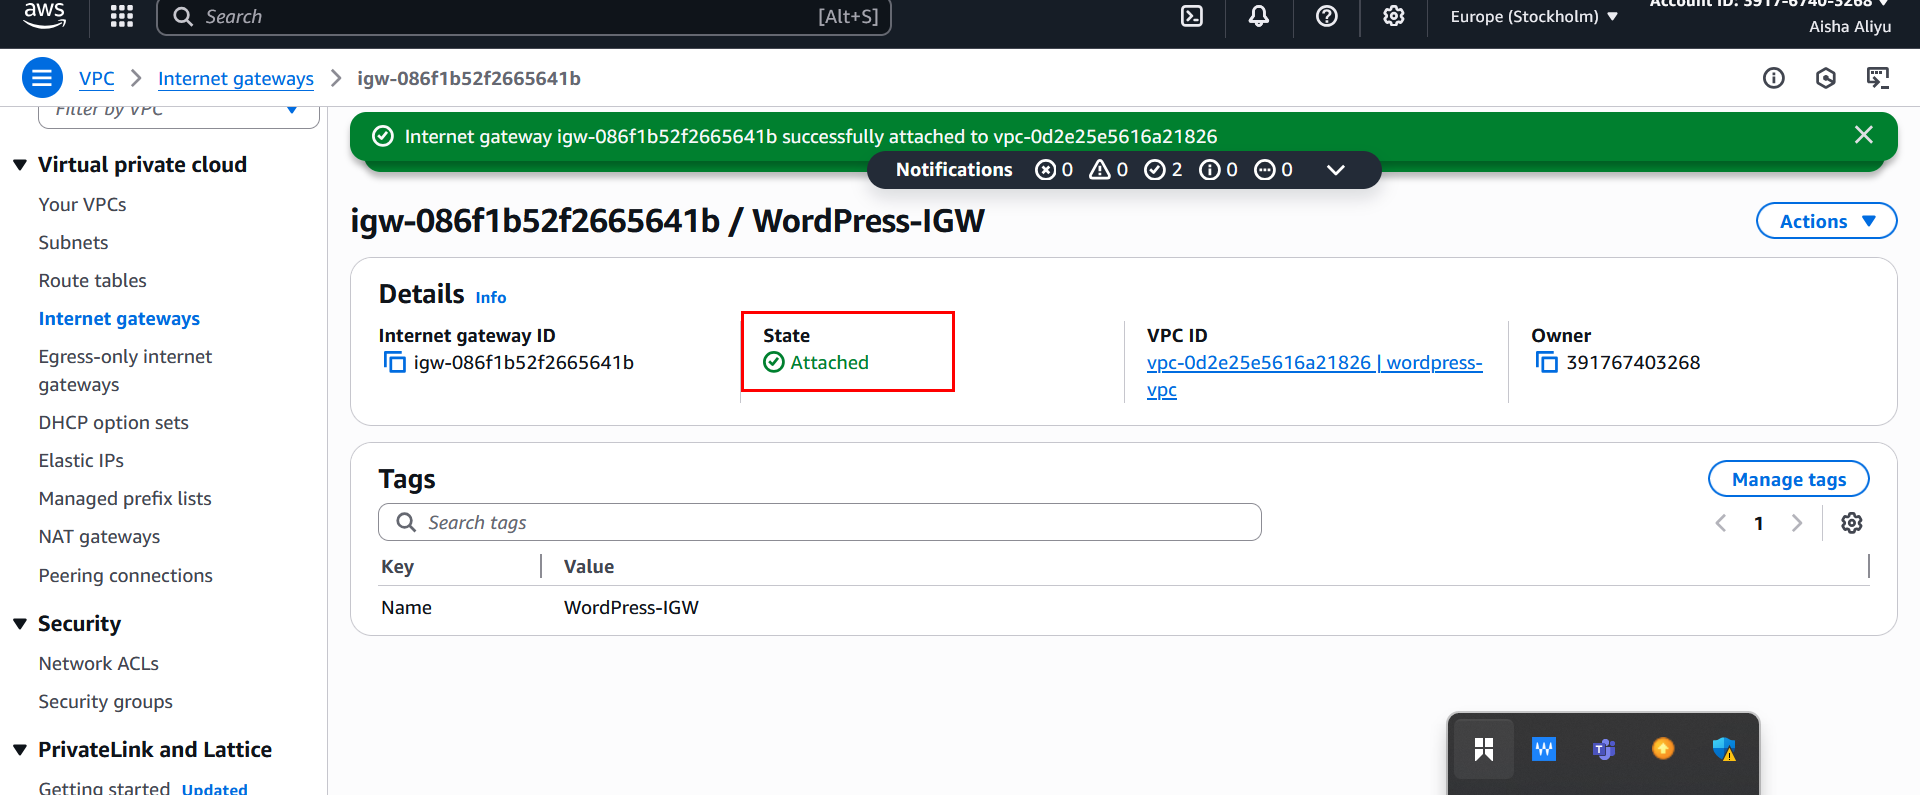 aws
Search
[Alt+S]
Europe (Stockholm)
Account ID: 3917-6740-3268
Aisha Aliyu
VPC
Internet gateways
igw-086f1b52f2665641b
Filter by VPC
Virtual private cloud
Your VPCs
Subnets
Route tables
Internet gateways
Egress-only internet
gateways
DHCP option sets
Elastic IPs
Managed prefix lists
NAT gateways
Peering connections
Security
Network ACLs
Security groups
PrivateLink and Lattice
Getting started Updated
Internet gateway igw-086f1b52f2665641b successfully attached to vpc-0d2e25e5616a21826
Notifications 0 0 2 0 0
igw-086f1b52f2665641b / WordPress-IGW
Actions
Details Info
Internet gateway ID
igw-086f1b52f2665641b
State
Attached
VPC ID
vpc-0d2e25e5616a21826 | wordpress-
vpc
Owner
391767403268
Tags
Manage tags
Search tags
1
Key Value
Name WordPress-IGW